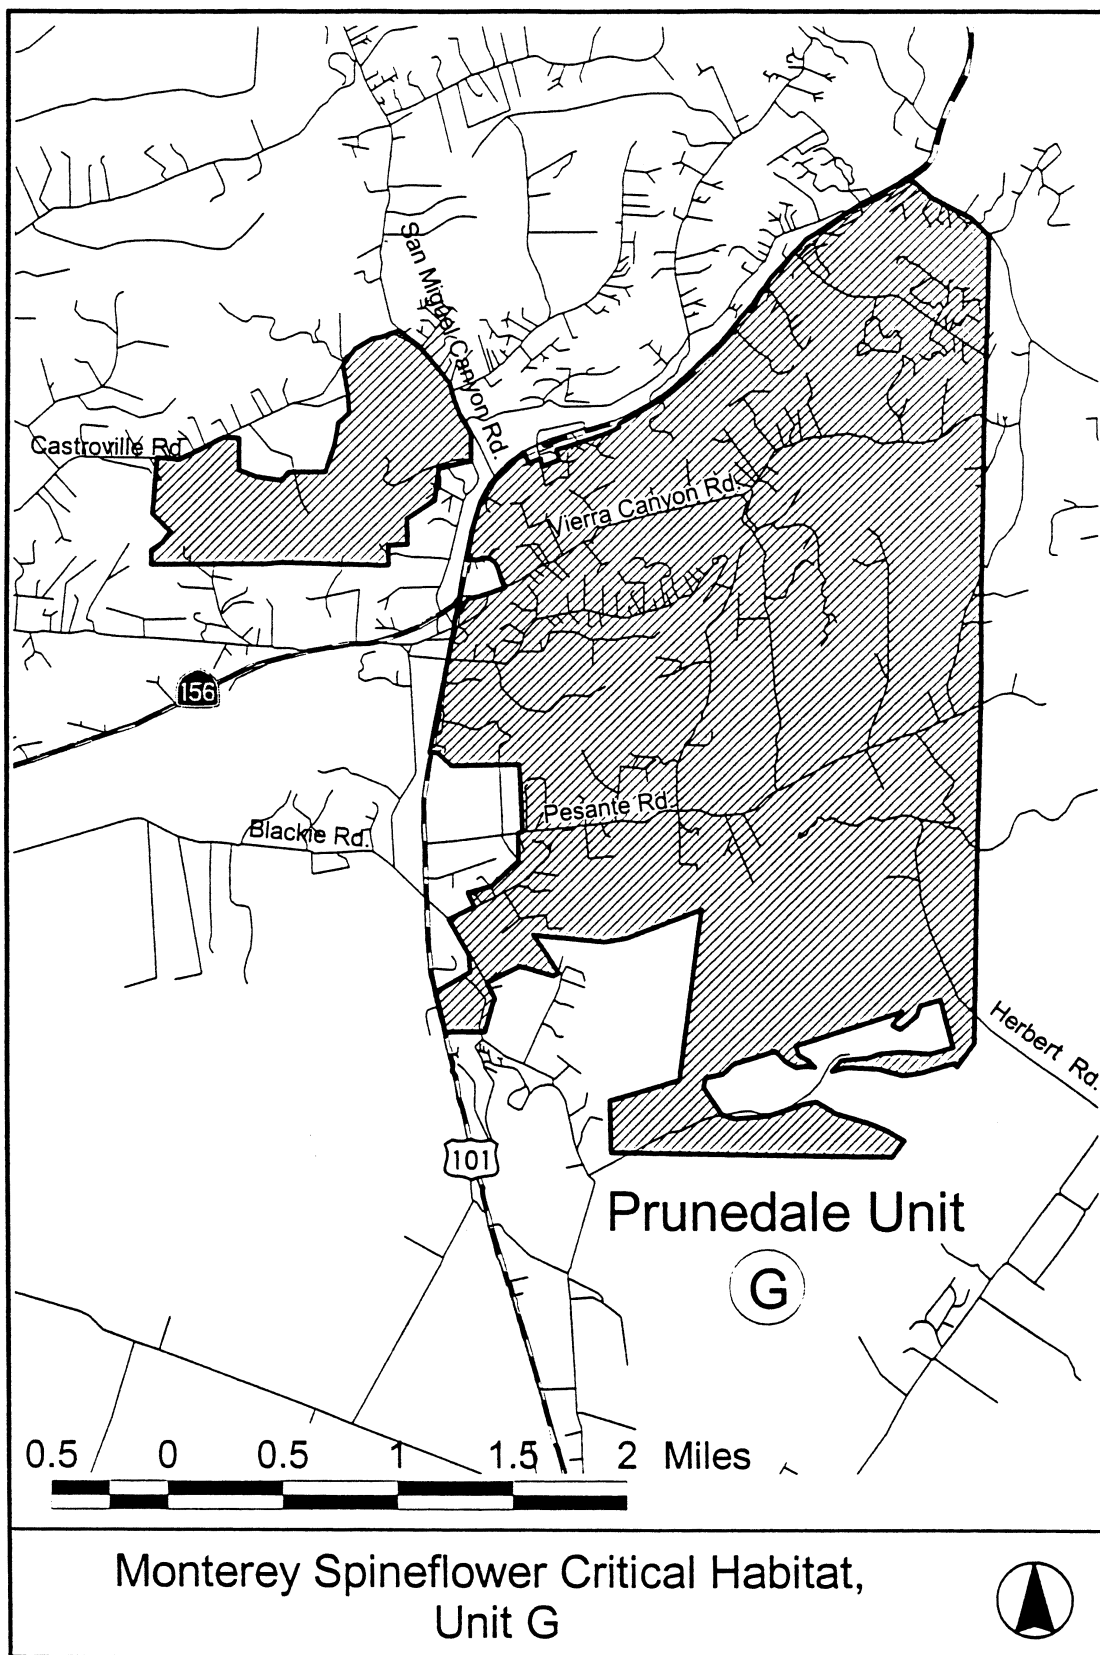 San Miguel Canyon Rd.
Castroville Rd
Vierra Canyon Rd.
156
Pesante Rd.
Blackie Rd.
Herbert Rd.
101
Prunedale Unit
G
0.5 0 0.5 1 1.5 2 Miles
Monterey Spineflower Critical Habitat,
Unit G